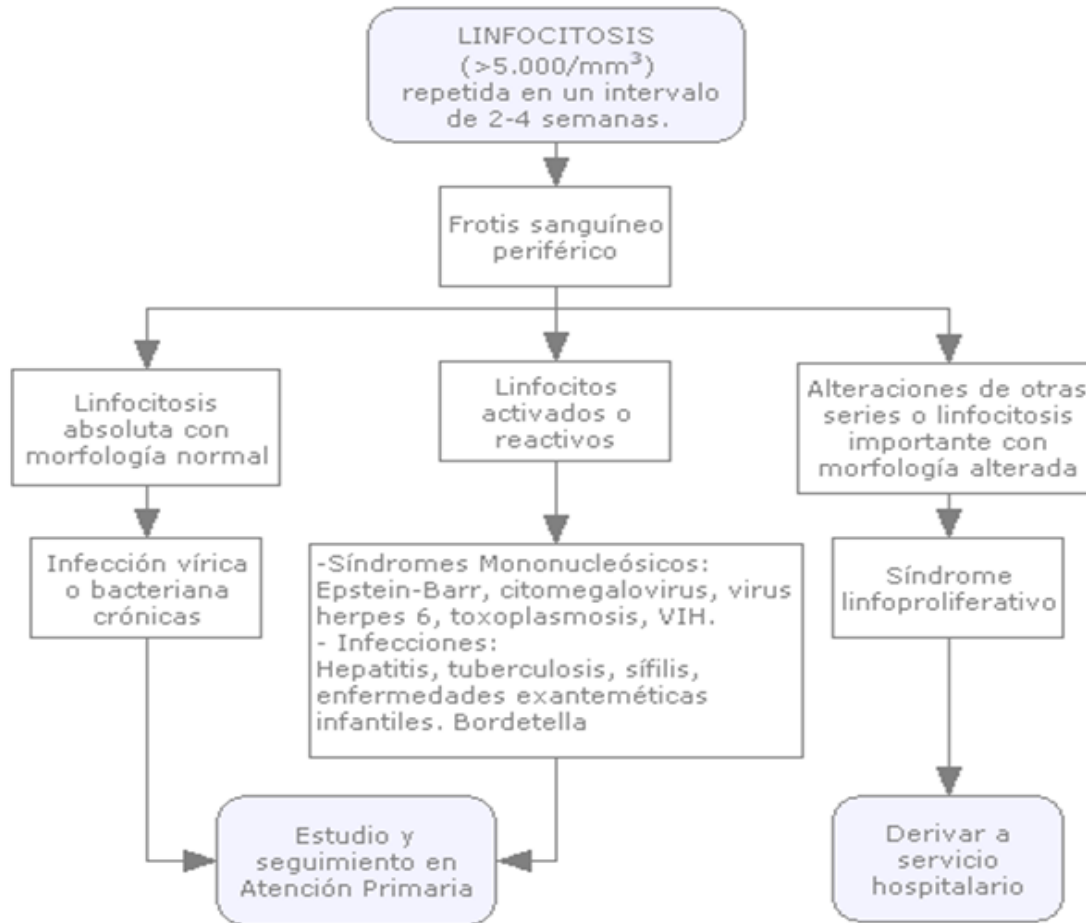 LINFOCITOSIS
(>5.000/mm³)
repetida en un intervalo
de 2-4 semanas.
Frotis sanguíneo
periférico
Linfocitosis
absoluta con
morfología normal
Linfocitos
activados o
reactivos
Alteraciones de otras
series o linfocitosis
importante con
morfología alterada
Infección vírica
o bacteriana
crónicas
-Síndromes Mononucleósicos:
Epstein-Barr, citomegalovirus, virus
herpes 6, toxoplasmosis, VIH.
- Infecciones:
Hepatitis, tuberculosis, sífilis,
enfermedades exanteméticas
infantiles. Bordetella
Síndrome
linfoproliferativo
Estudio y
seguimiento en
Atención Primaria
Derivar a
servicio
hospitalario